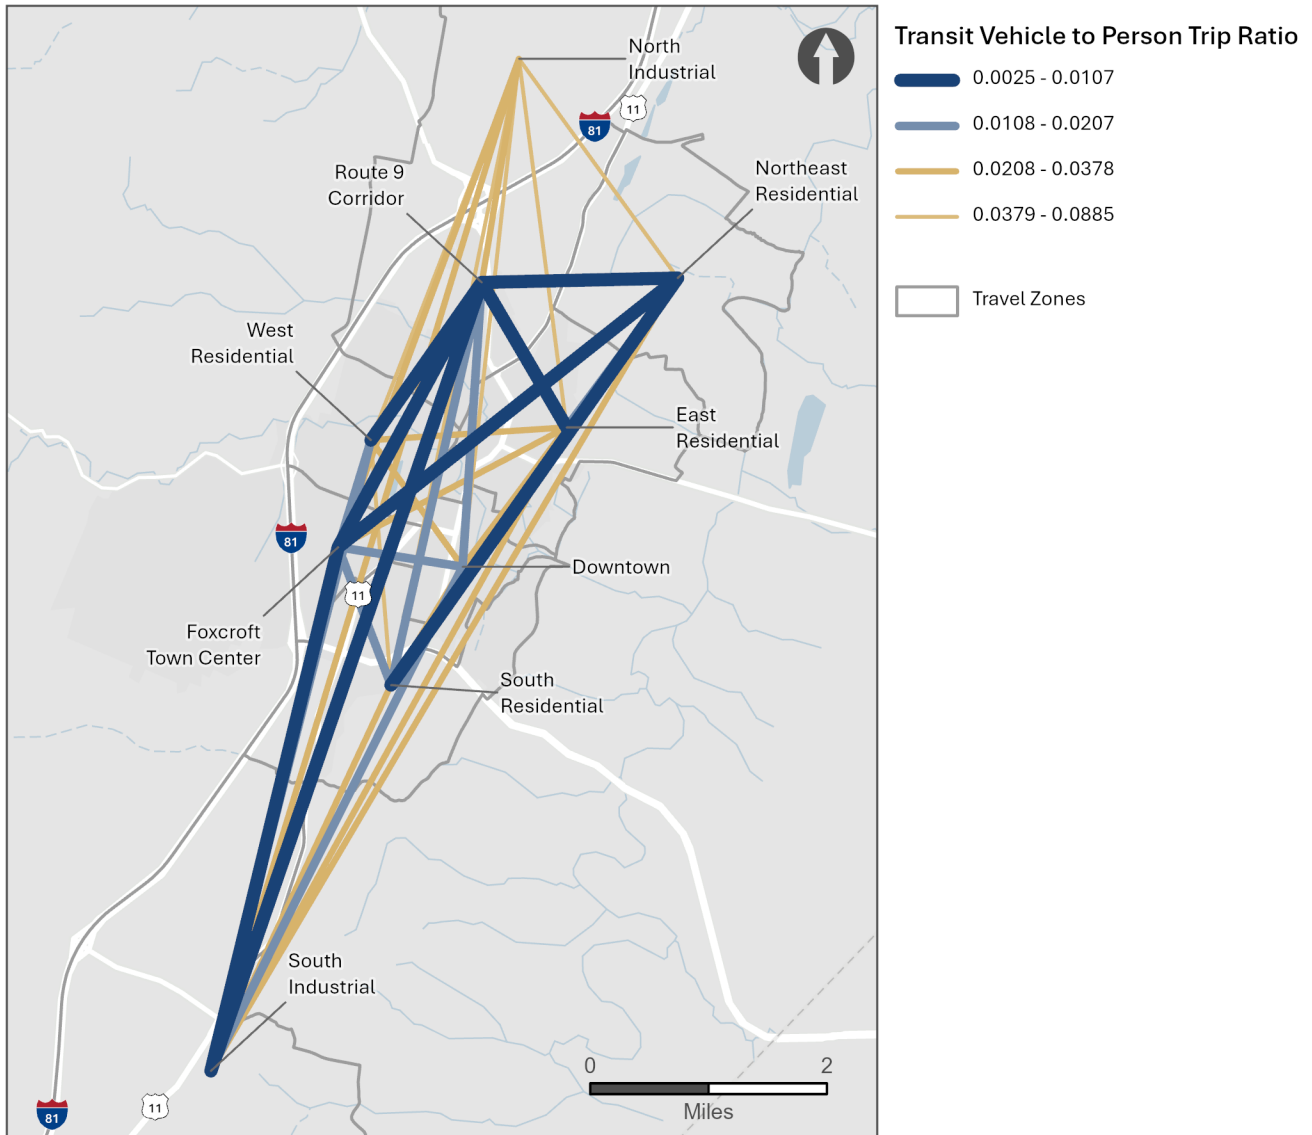 North
Industrial
11
81
Route 9
Corridor
Northeast
Residential
West
Residential
East
Residential
81
Downtown
11
Foxcroft
Town Center
South
Residential
South
Industrial
0
2
Miles
81
11
Transit Vehicle to Person Trip Ratio
0.0025 - 0.0107
0.0108 - 0.0207
0.0208 - 0.0378
0.0379 - 0.0885
Travel Zones